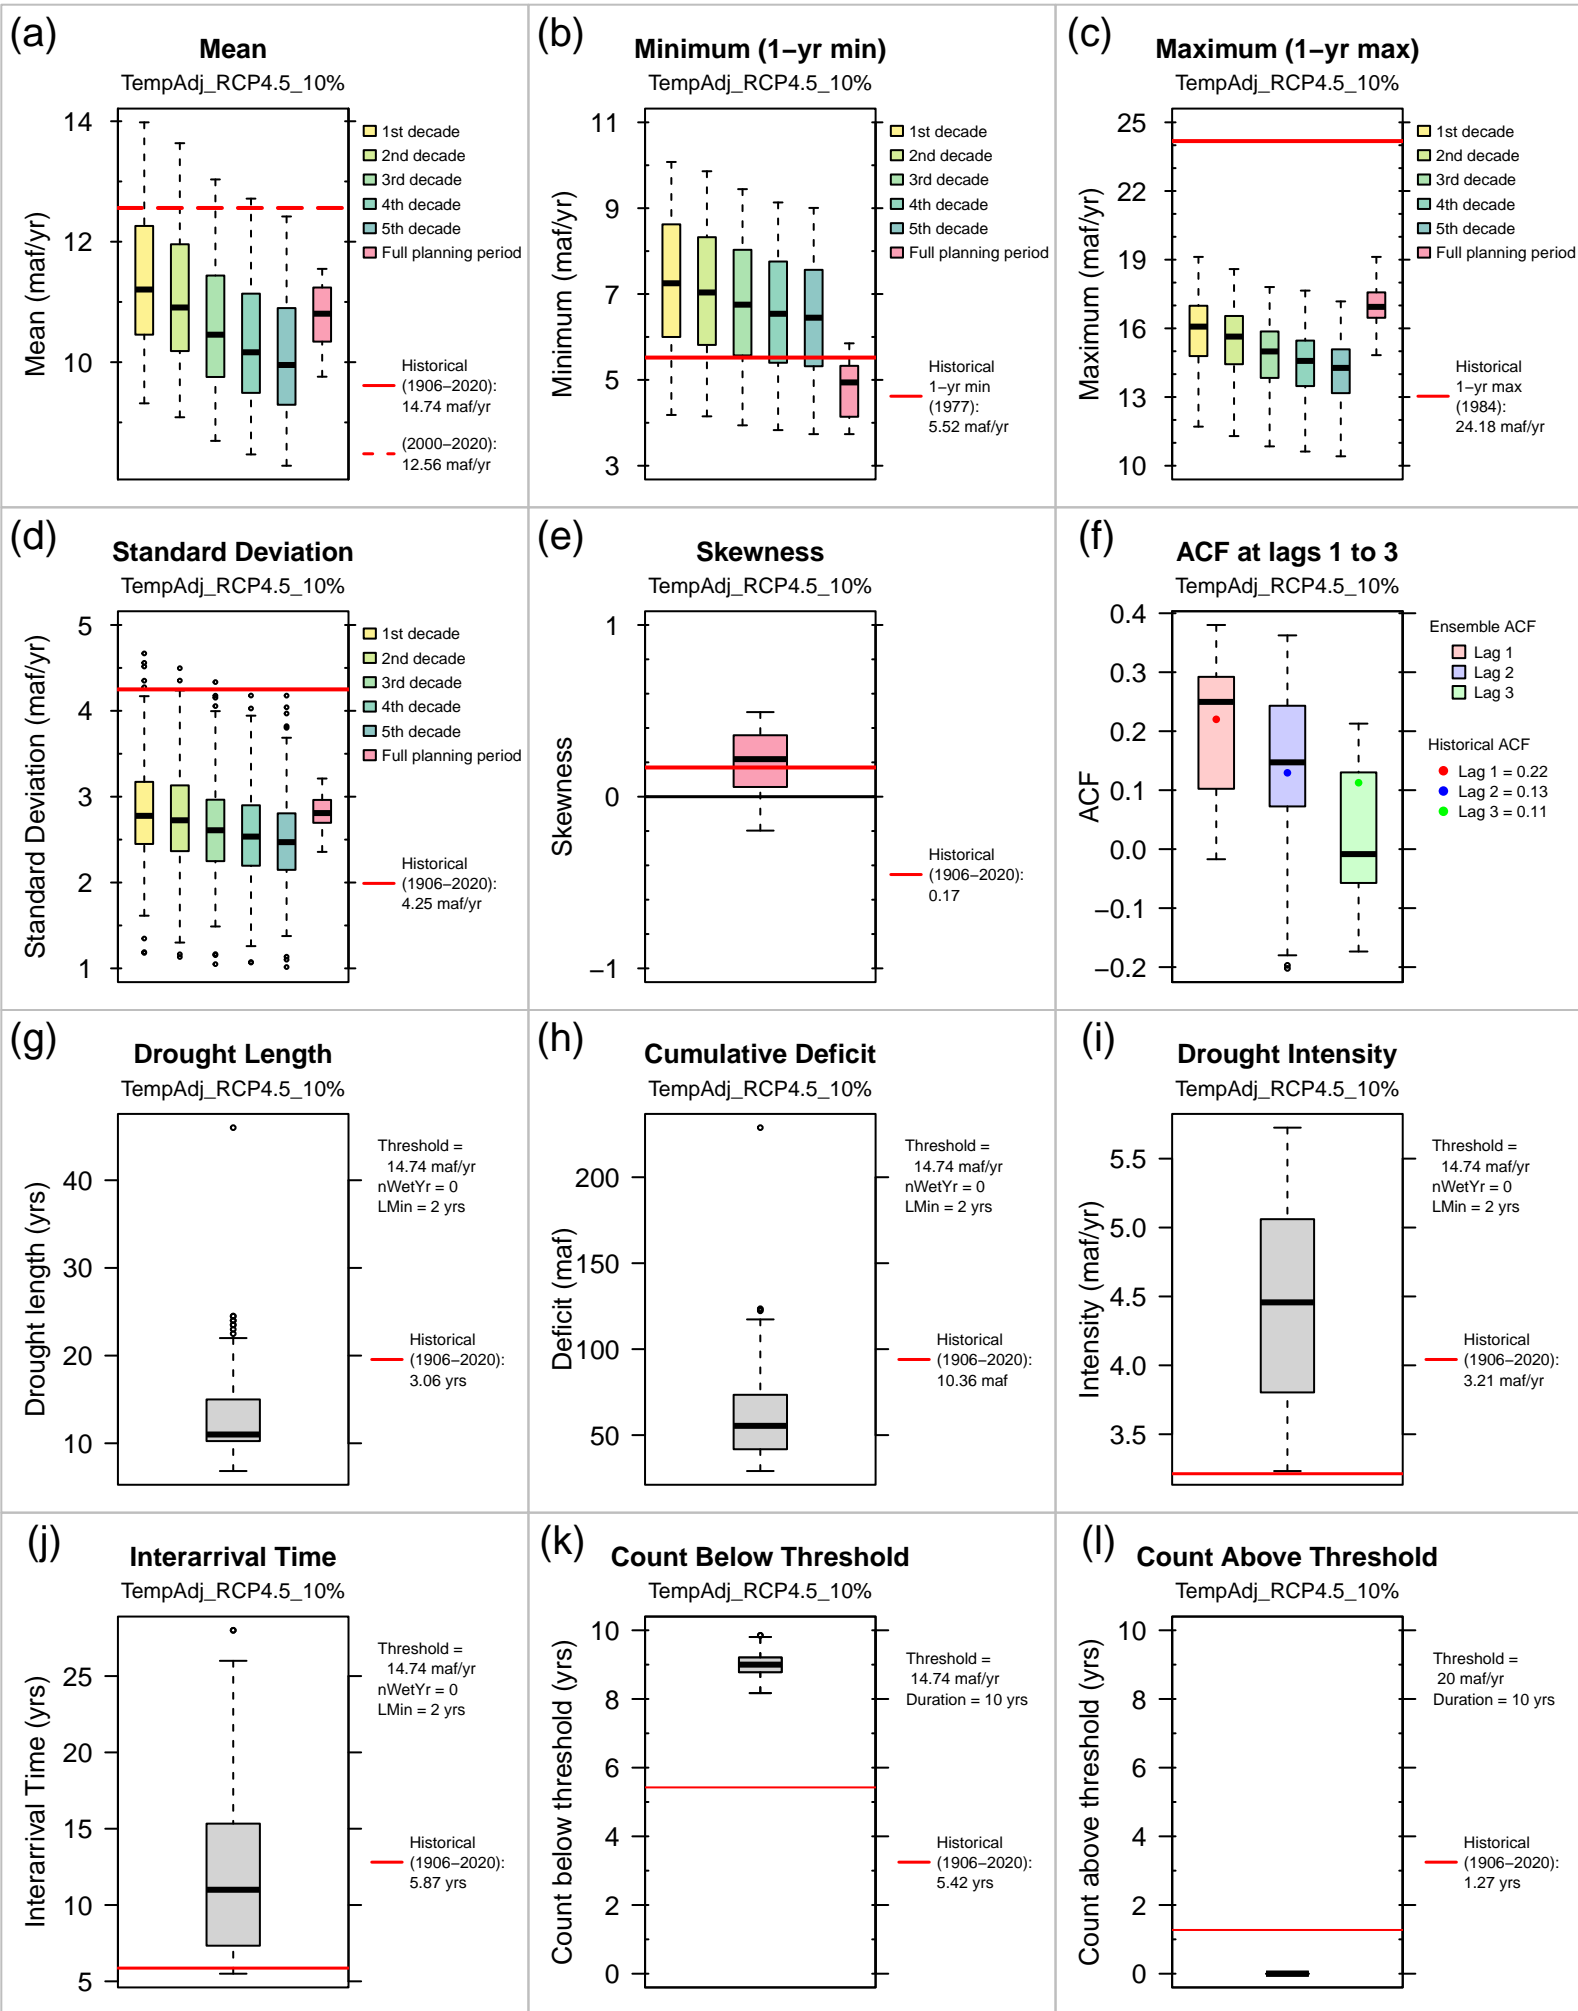 (a)
Mean
TempAdj_RCP4.5_10%
Mean (maf/yr)
14
12
10
1st decade
2nd decade
3rd decade
4th decade
5th decade
Full planning period
Historical
(1906–2020):
14.74 maf/yr
(2000–2020):
12.56 maf/yr
(b)
Minimum (1–yr min)
TempAdj_RCP4.5_10%
Minimum (maf/yr)
11
9
7
5
3
1st decade
2nd decade
3rd decade
4th decade
5th decade
Full planning period
Historical
1–yr min
(1977):
5.52 maf/yr
(c)
Maximum (1–yr max)
TempAdj_RCP4.5_10%
Maximum (maf/yr)
25
22
19
16
13
10
1st decade
2nd decade
3rd decade
4th decade
5th decade
Full planning period
Historical
1–yr max
(1984):
24.18 maf/yr
(d)
Standard Deviation
TempAdj_RCP4.5_10%
Standard Deviation (maf/yr)
5
4
3
2
1
1st decade
2nd decade
3rd decade
4th decade
5th decade
Full planning period
Historical
(1906–2020):
4.25 maf/yr
(e)
Skewness
TempAdj_RCP4.5_10%
Skewness
1
0
–1
Historical
(1906–2020):
0.17
(f)
ACF at lags 1 to 3
TempAdj_RCP4.5_10%
ACF
0.4
0.3
0.2
0.1
0.0
–0.1
–0.2
Ensemble ACF
Lag 1
Lag 2
Lag 3
Historical ACF
Lag 1 = 0.22
Lag 2 = 0.13
Lag 3 = 0.11
(g)
Drought Length
TempAdj_RCP4.5_10%
Drought length (yrs)
40
30
20
10
Threshold =
14.74 maf/yr
nWetYr = 0
LMin = 2 yrs
Historical
(1906–2020):
3.06 yrs
(h)
Cumulative Deficit
TempAdj_RCP4.5_10%
Deficit (maf)
200
150
100
50
Threshold =
14.74 maf/yr
nWetYr = 0
LMin = 2 yrs
Historical
(1906–2020):
10.36 maf
(i)
Drought Intensity
TempAdj_RCP4.5_10%
Intensity (maf/yr)
5.5
5.0
4.5
4.0
3.5
Threshold =
14.74 maf/yr
nWetYr = 0
LMin = 2 yrs
Historical
(1906–2020):
3.21 maf/yr
(j)
Interarrival Time
TempAdj_RCP4.5_10%
Interarrival Time (yrs)
25
20
15
10
5
Threshold =
14.74 maf/yr
nWetYr = 0
LMin = 2 yrs
Historical
(1906–2020):
5.87 yrs
(k)
Count Below Threshold
TempAdj_RCP4.5_10%
Count below threshold (yrs)
10
8
6
4
2
0
Threshold =
14.74 maf/yr
Duration = 10 yrs
Historical
(1906–2020):
5.42 yrs
(l)
Count Above Threshold
TempAdj_RCP4.5_10%
Count above threshold (yrs)
10
8
6
4
2
0
Threshold =
20 maf/yr
Duration = 10 yrs
Historical
(1906–2020):
1.27 yrs